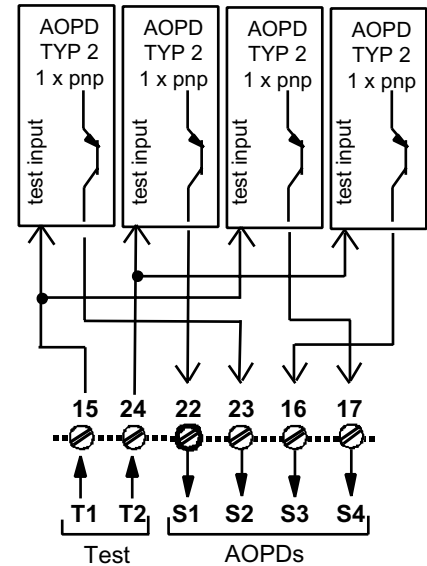 AOPD AOPD AOPD AOPD
TYP 2 TYP 2 TYP 2 TYP 2
1 x pnp 1 x pnp 1 x pnp 1 x pnp
test input test input test input test input
15 24 22 23 16 17
T1 T2 S1 S2 S3 S4
Test AOPDs